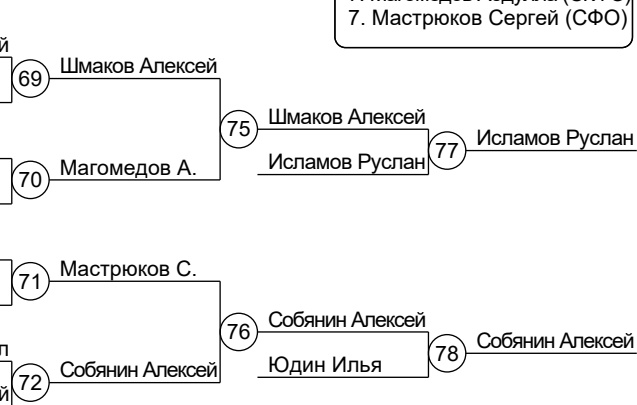 7. Мастрюков Сергей (СФО)
69
Шмаков Алексей
75
Шмаков Алексей
77
Исламов Руслан
Исламов Руслан
70
Магомедов А.
71
Мастрюков С.
76
Собянин Алексей
78
Собянин Алексей
Юдин Илья
72
Собянин Алексей